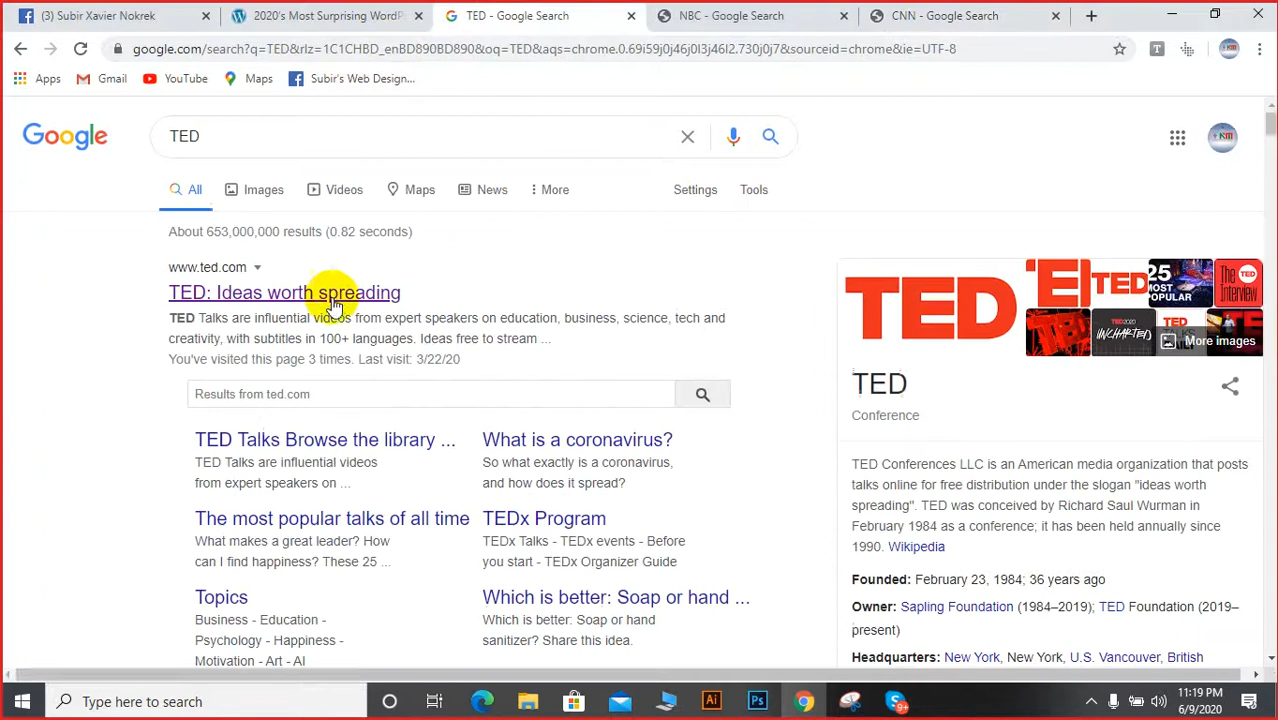 (3) Subir Xavier Nokrek
2020's Most Surprising WordP
TED - Google Search
NBC - Google Search
CNN - Google Search
google.com/search?q=TED&rlz=1C1CHBD_enBD890BD890&oq=TED&aqs=chrome.0.69i59j0j46j0l3j46l2.730j0j7&sourceid=chrome&ie=UTF-8
Apps
Gmail
YouTube
Maps
Subir's Web Design...
Google
TED
All
Images
Videos
Maps
News
More
Settings
Tools
About 653,000,000 results (0.82 seconds)
www.ted.com
TED: Ideas worth spreading
TED Talks are influential videos from expert speakers on education, business, science, tech and
creativity, with subtitles in 100+ languages. Ideas free to stream ...
You've visited this page 3 times. Last visit: 3/22/20
Results from ted.com
TED Talks Browse the library ...
TED Talks are influential videos
from expert speakers on ...
What is a coronavirus?
So what exactly is a coronavirus,
and how does it spread?
The most popular talks of all time
What makes a great leader? How
can I find happiness? These 25 ...
TEDx Program
TEDx Talks - TEDx events - Before
you start - TEDx Organizer Guide
Topics
Business - Education -
Psychology - Happiness -
Motivation - Art - AI
Which is better: Soap or hand ...
Which is better: Soap or hand
sanitizer? Share this idea.
TED
TED
25
MOST
POPULAR
The
Interview
TED
TED2020
UNCHARTED
TED
TALKS
More images
TED
Conference
TED Conferences LLC is an American media organization that posts
talks online for free distribution under the slogan "ideas worth
spreading". TED was conceived by Richard Saul Wurman in
February 1984 as a conference; it has been held annually since
1990. Wikipedia
Founded: February 23, 1984; 36 years ago
Owner: Sapling Foundation (1984–2019); TED Foundation (2019–
present)
Headquarters: New York, New York, U.S. Vancouver, British
Type here to search
Ai
Ps
9+
11:19 PM
6/9/2020